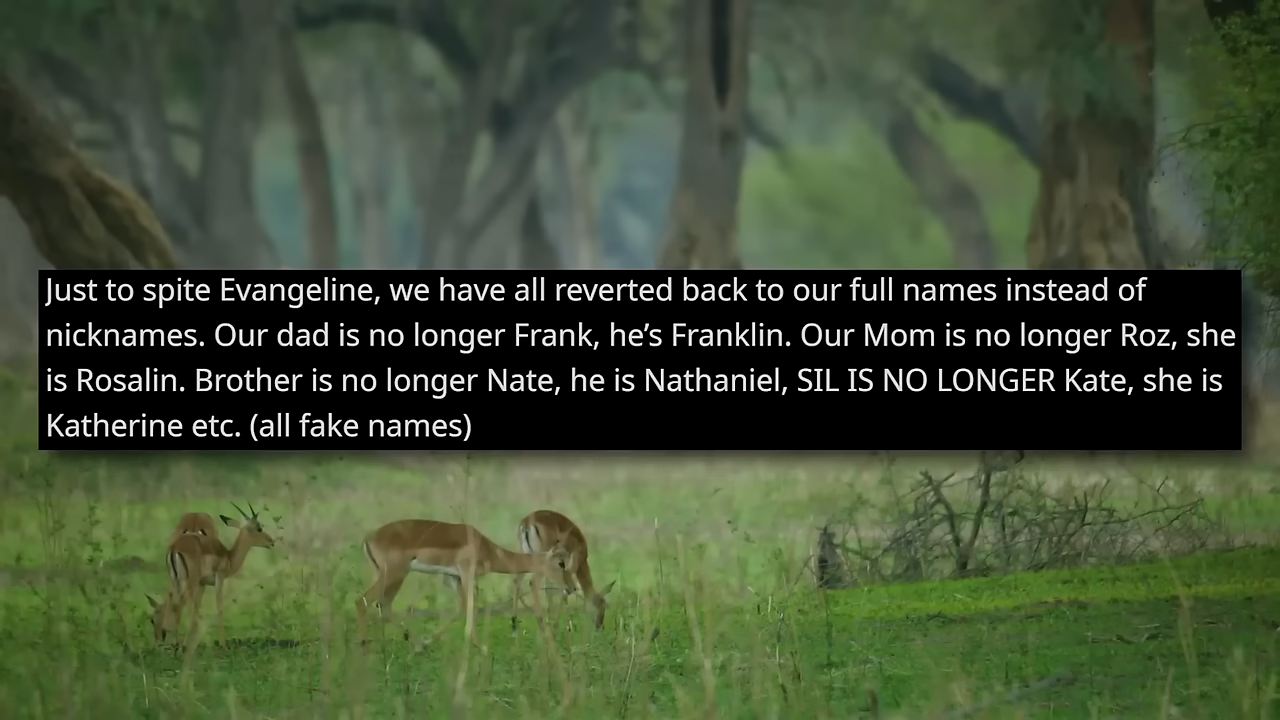 Just to spite Evangeline, we have all reverted back to our full names instead of
nicknames. Our dad is no longer Frank, he’s Franklin. Our Mom is no longer Roz, she
is Rosalin. Brother is no longer Nate, he is Nathaniel, SIL IS NO LONGER Kate, she is
Katherine etc. (all fake names)